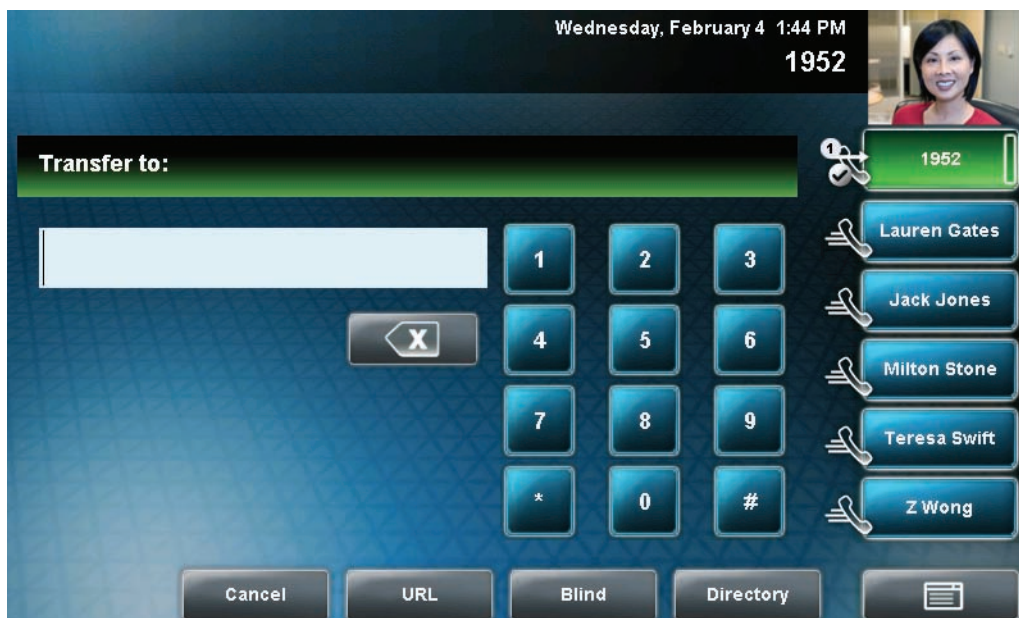 Wednesday, February 4 1:44 PM
1952
Transfer to:
1
1952
Lauren Gates
Jack Jones
Milton Stone
Teresa Swift
Z Wong
1 2 3
X
4 5 6
7 8 9
* 0 #
Cancel URL Blind Directory